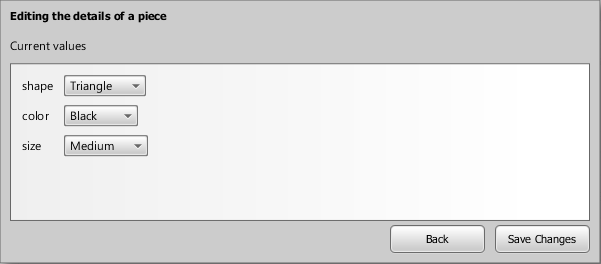 Editing the details of a piece
Current values
shape Triangle
color Black
size Medium
Back Save Changes